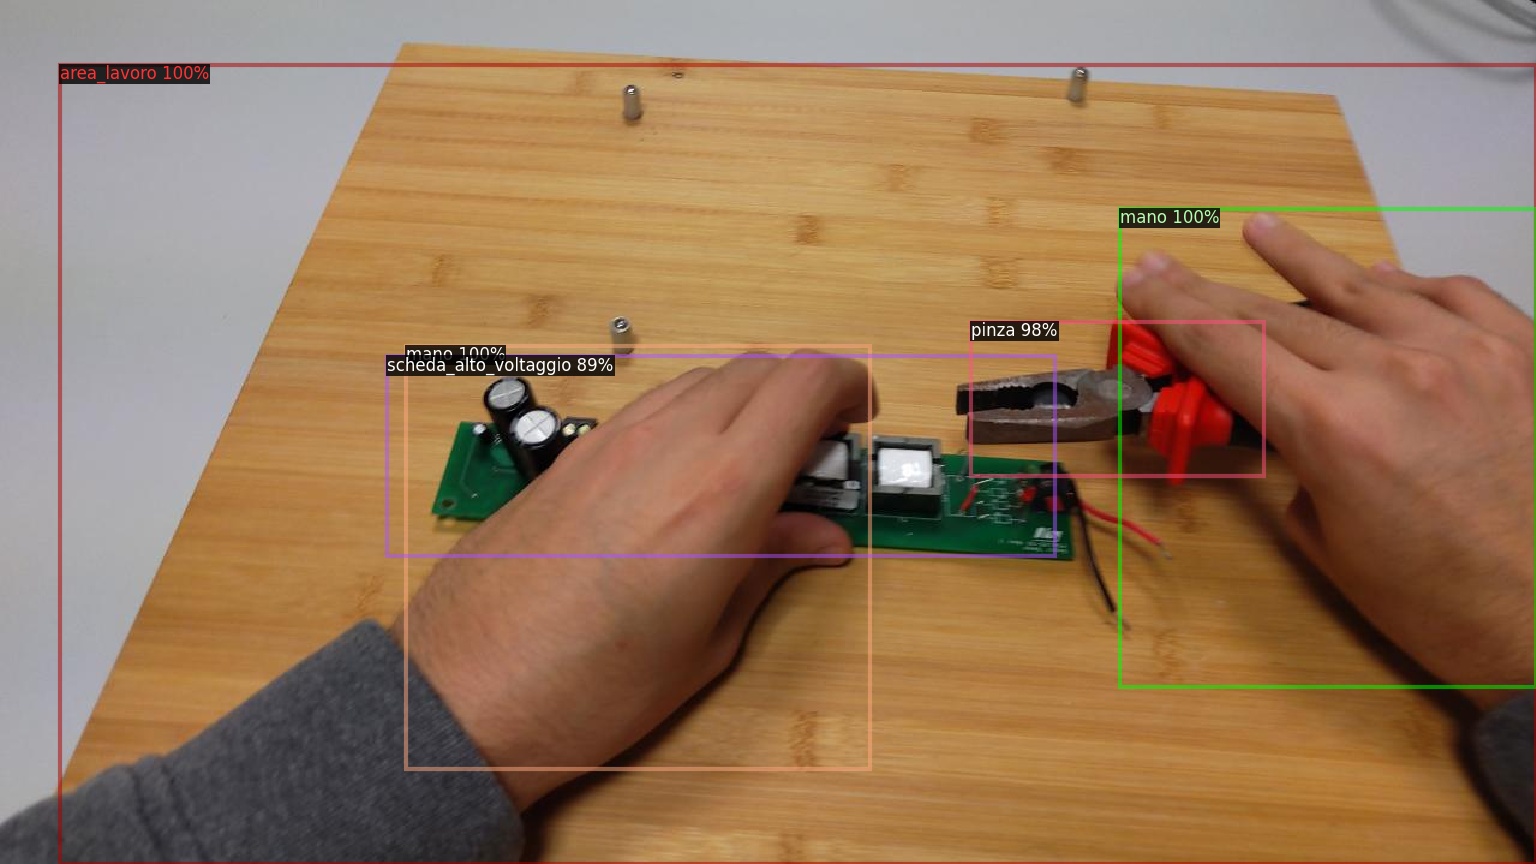 area_lavoro 100%
mano 100%
pinza 98%
mano 100%
scheda_alto_voltaggio 89%